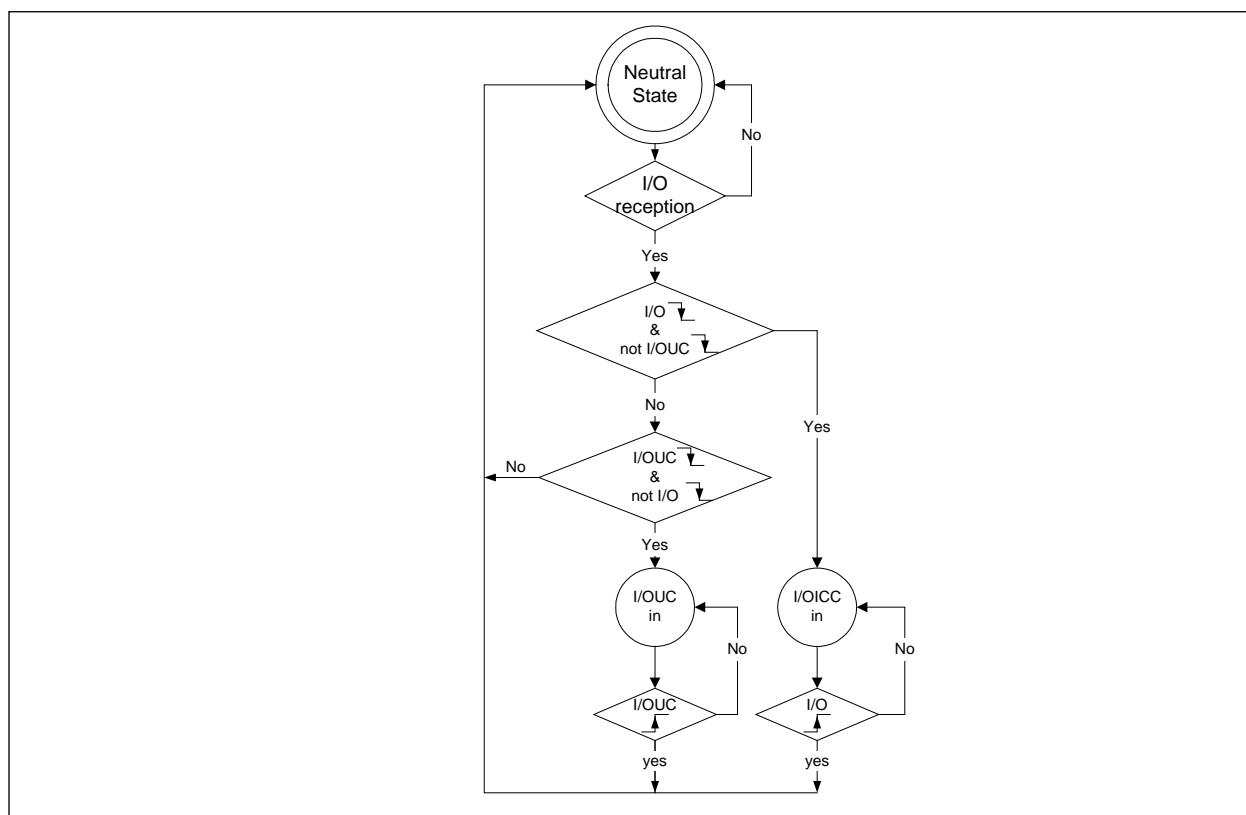 Neutral
State
No
I/O
reception
Yes
I/O
&
not I/OUC
No
Yes
I/OUC
&
not I/O
No
Yes
I/OUC
in
I/OICC
in
No
No
I/OUC
I/O
yes
yes